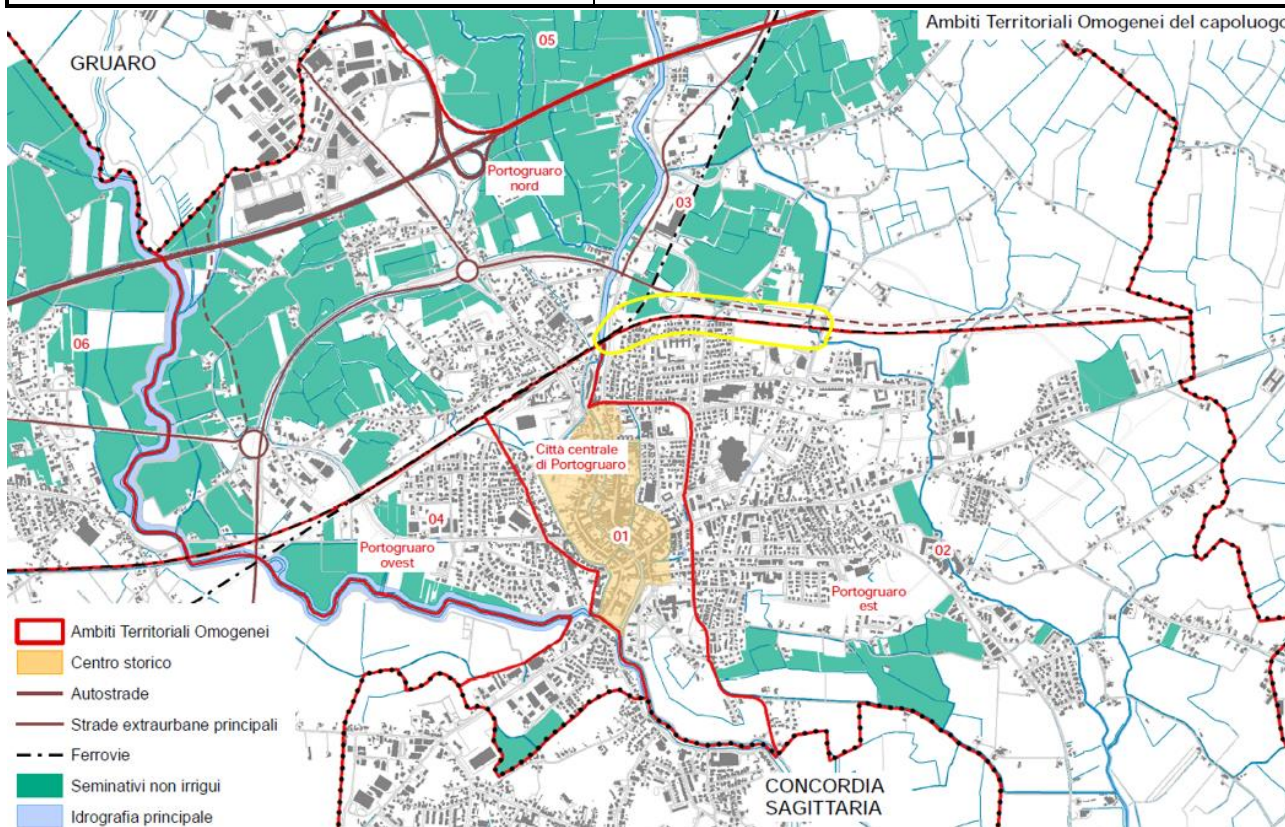 Ambiti Territoriali Omogenei del capoluogo
GRUARO
05
Portogruaro
nord
03
06
Città centrale
di Portogruaro
04
01
Portogruaro
ovest
02
Portogruaro
est
Ambiti Territoriali Omogenei
Centro storico
Autostrade
Strade extraurbane principali
Ferrovie
Seminativi non irrigui
Idrografia principale
CONCORDIA
SAGITTARIA